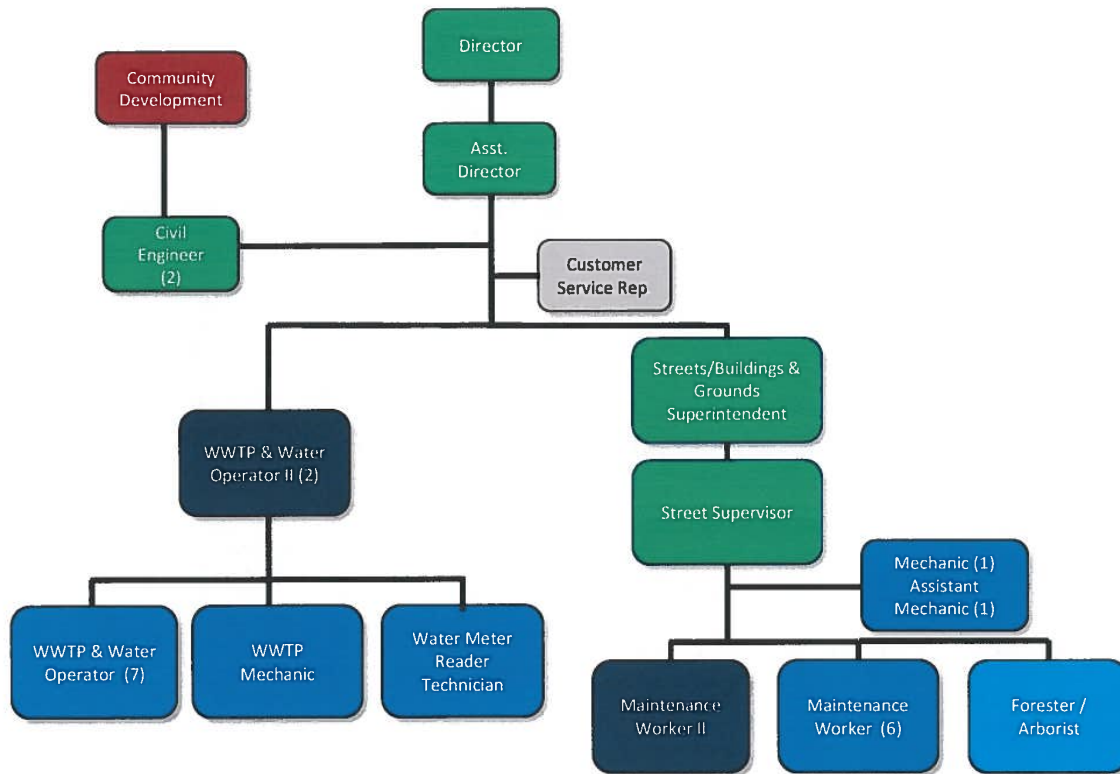 Director
Community
Development
Asst.
Director
Civil
Engineer
(2)
Customer
Service Rep
Streets/Buildings &
Grounds
Superintendent
WWTP & Water
Operator II (2)
Street Supervisor
Mechanic (1)
Assistant
Mechanic (1)
WWTP & Water
Operator (7)
WWTP
Mechanic
Water Meter
Reader
Technician
Maintenance
Worker II
Maintenance
Worker (6)
Forester /
Arborist